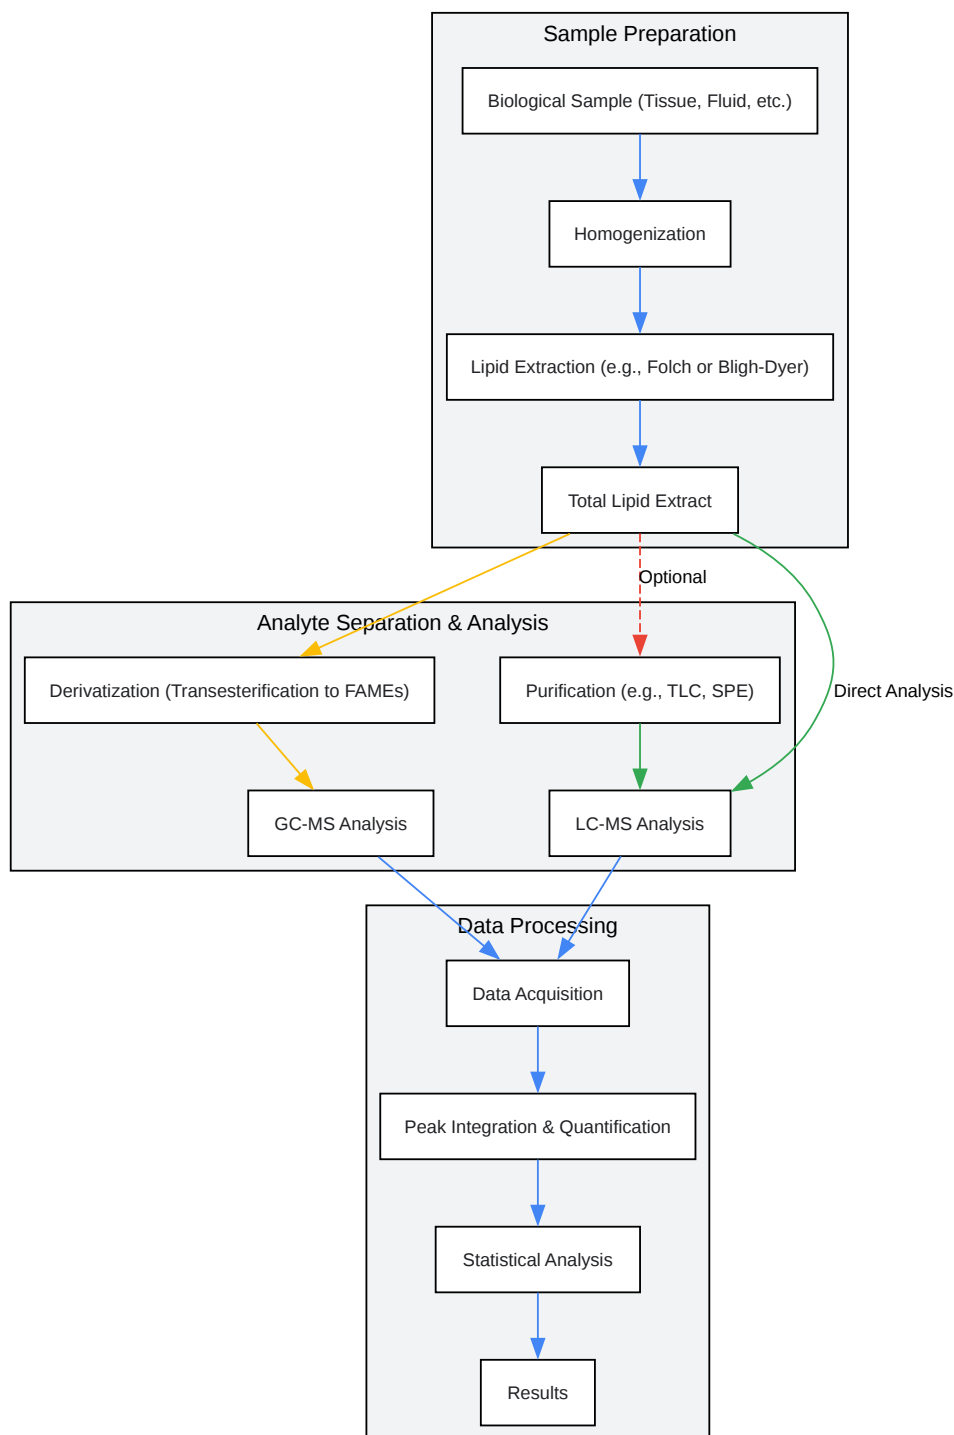 Sample Preparation
Biological Sample (Tissue, Fluid, etc.)
Homogenization
Lipid Extraction (e.g., Folch or Bligh-Dyer)
Total Lipid Extract
Optional
Analyte Separation & Analysis
Derivatization (Transesterification to FAMEs)
Purification (e.g., TLC, SPE)
Direct Analysis
GC-MS Analysis
LC-MS Analysis
Data Processing
Data Acquisition
Peak Integration & Quantification
Statistical Analysis
Results